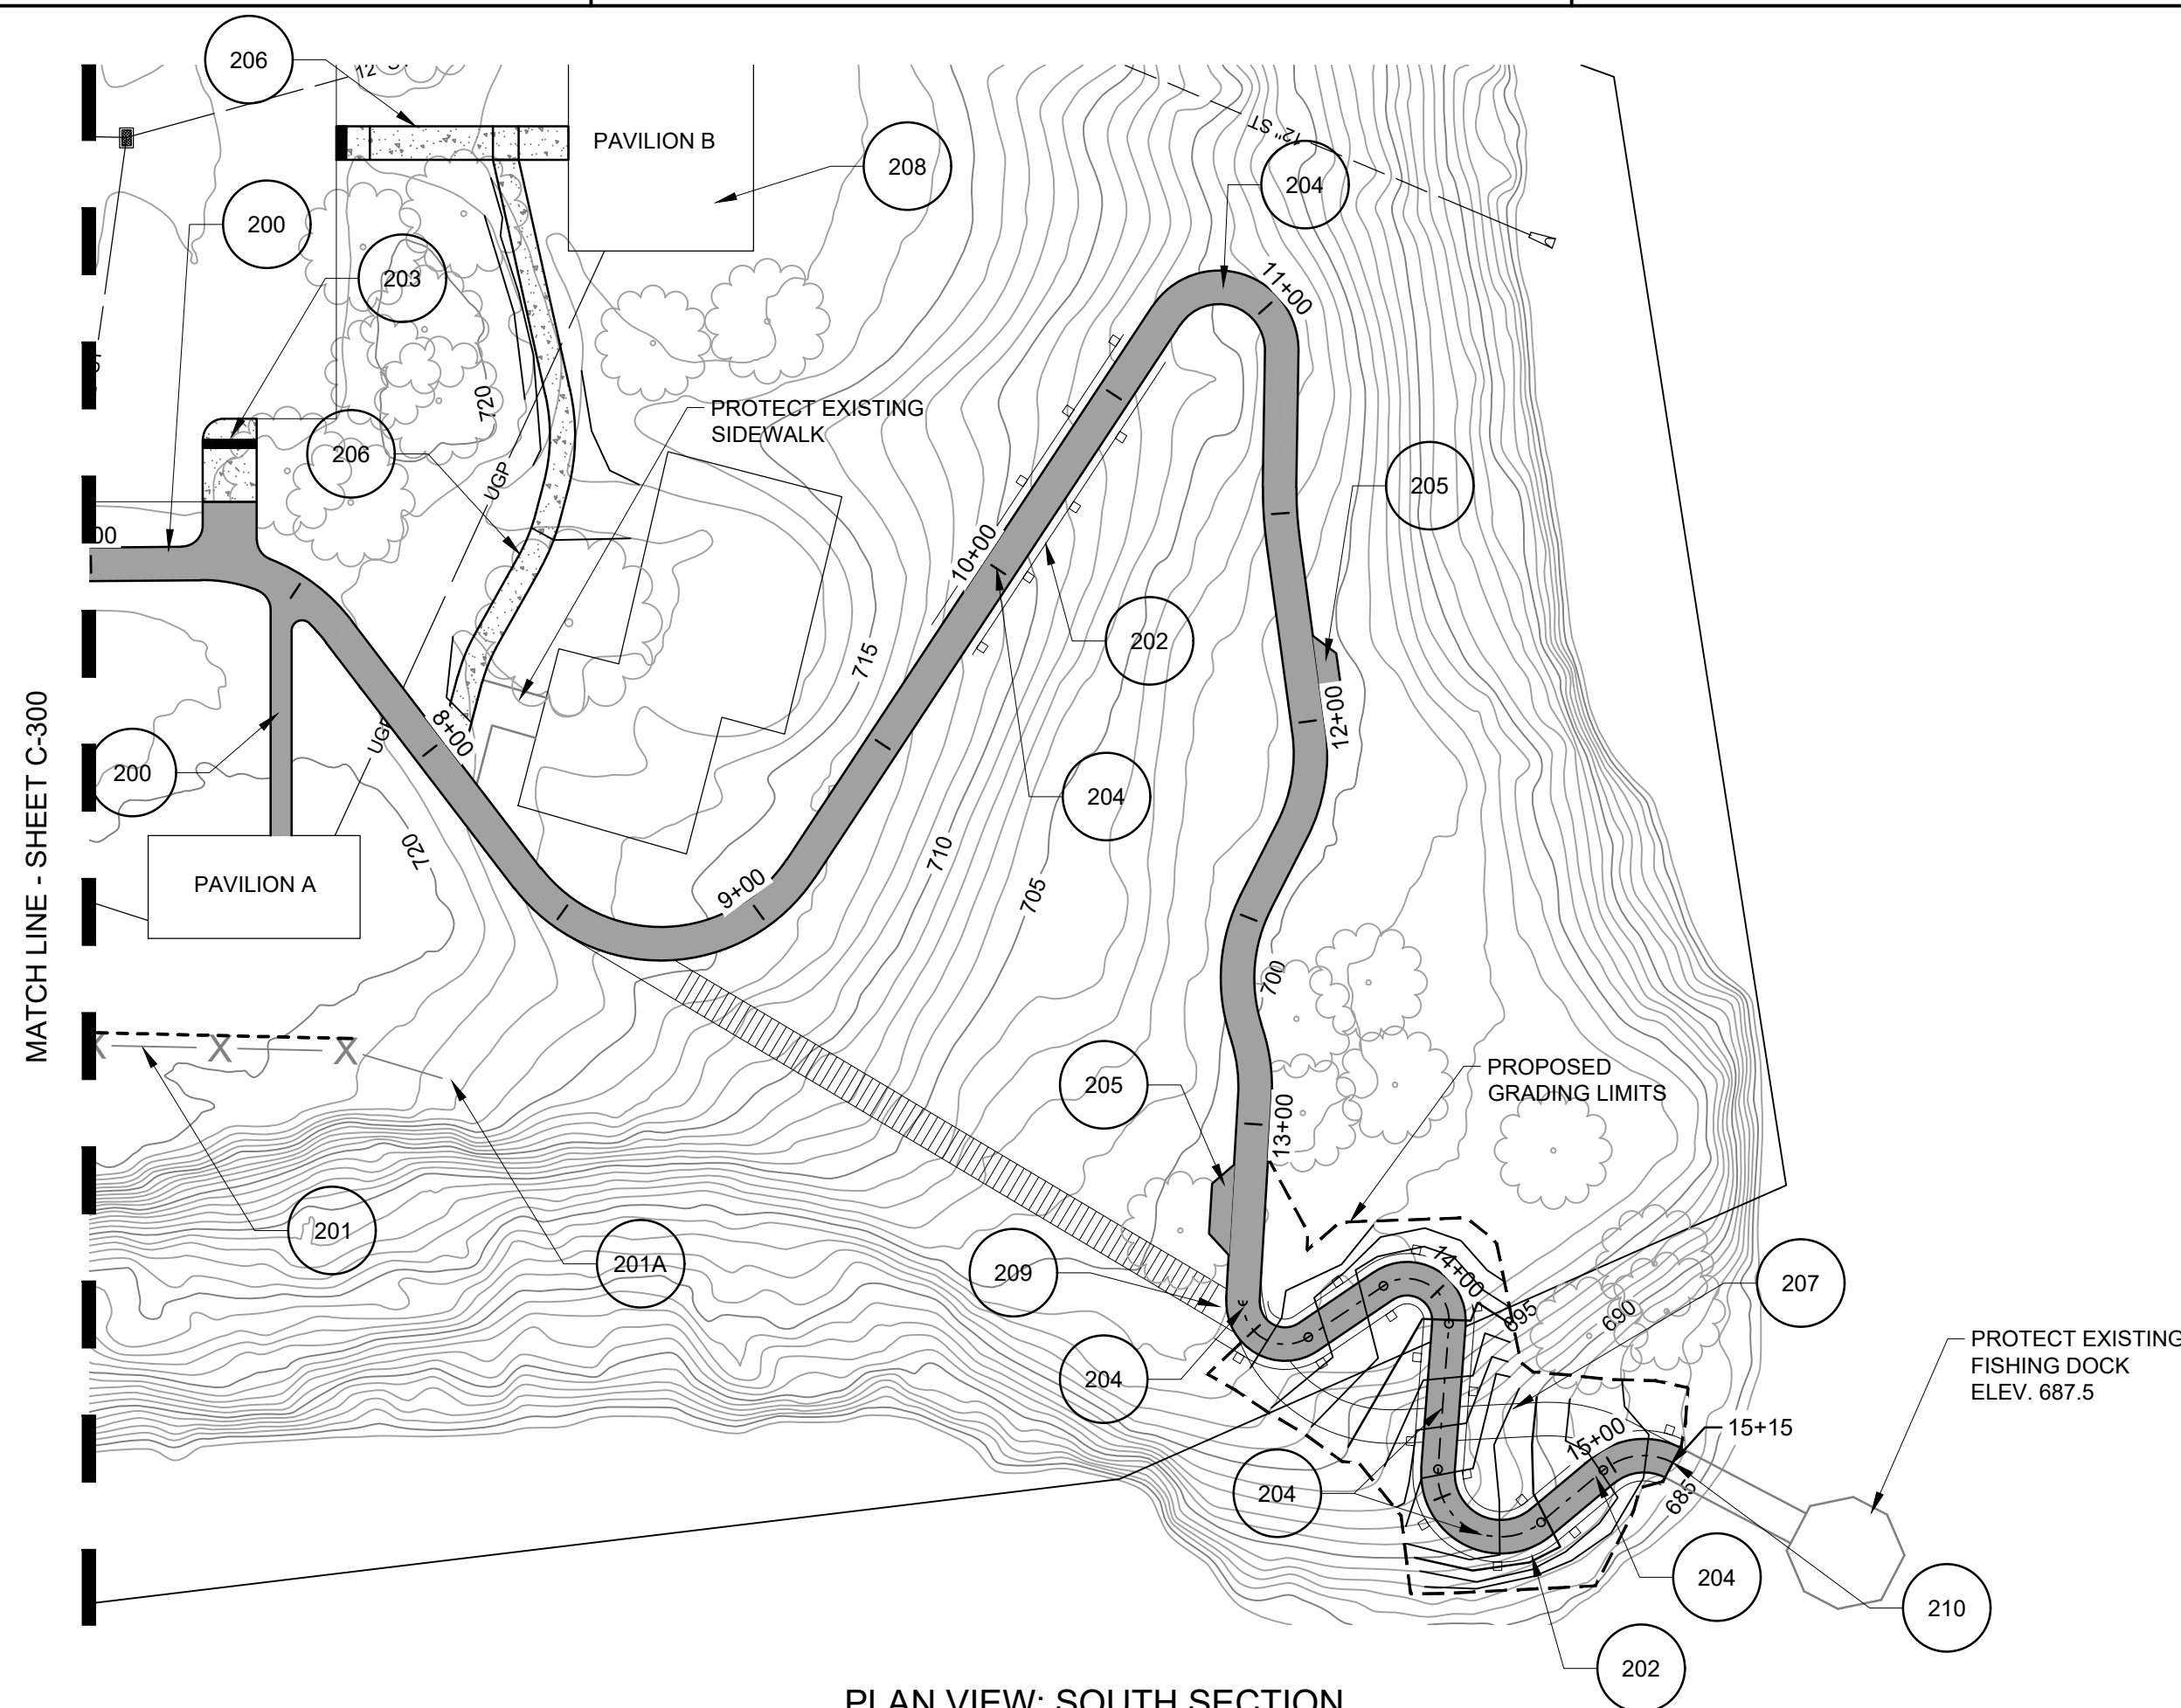 206
12" ST
PAVILION B
208
204
200
203
11+00
720
PROTECT EXISTING
SIDEWALK
206
UGP
205
00
10+00
202
715
MATCH LINE - SHEET C-300
8+00
UGP
12+00
200
204
720
710
705
PAVILION A
9+00
700
205
PROPOSED
GRADING LIMITS
13+00
X
X
X
201
201A
209
14+00
207
695
690
PROTECT EXISTING
FISHING DOCK
ELEV. 687.5
204
15+15
15+00
204
685
204
210
202
PLAN VIEW: SOUTH SECTION